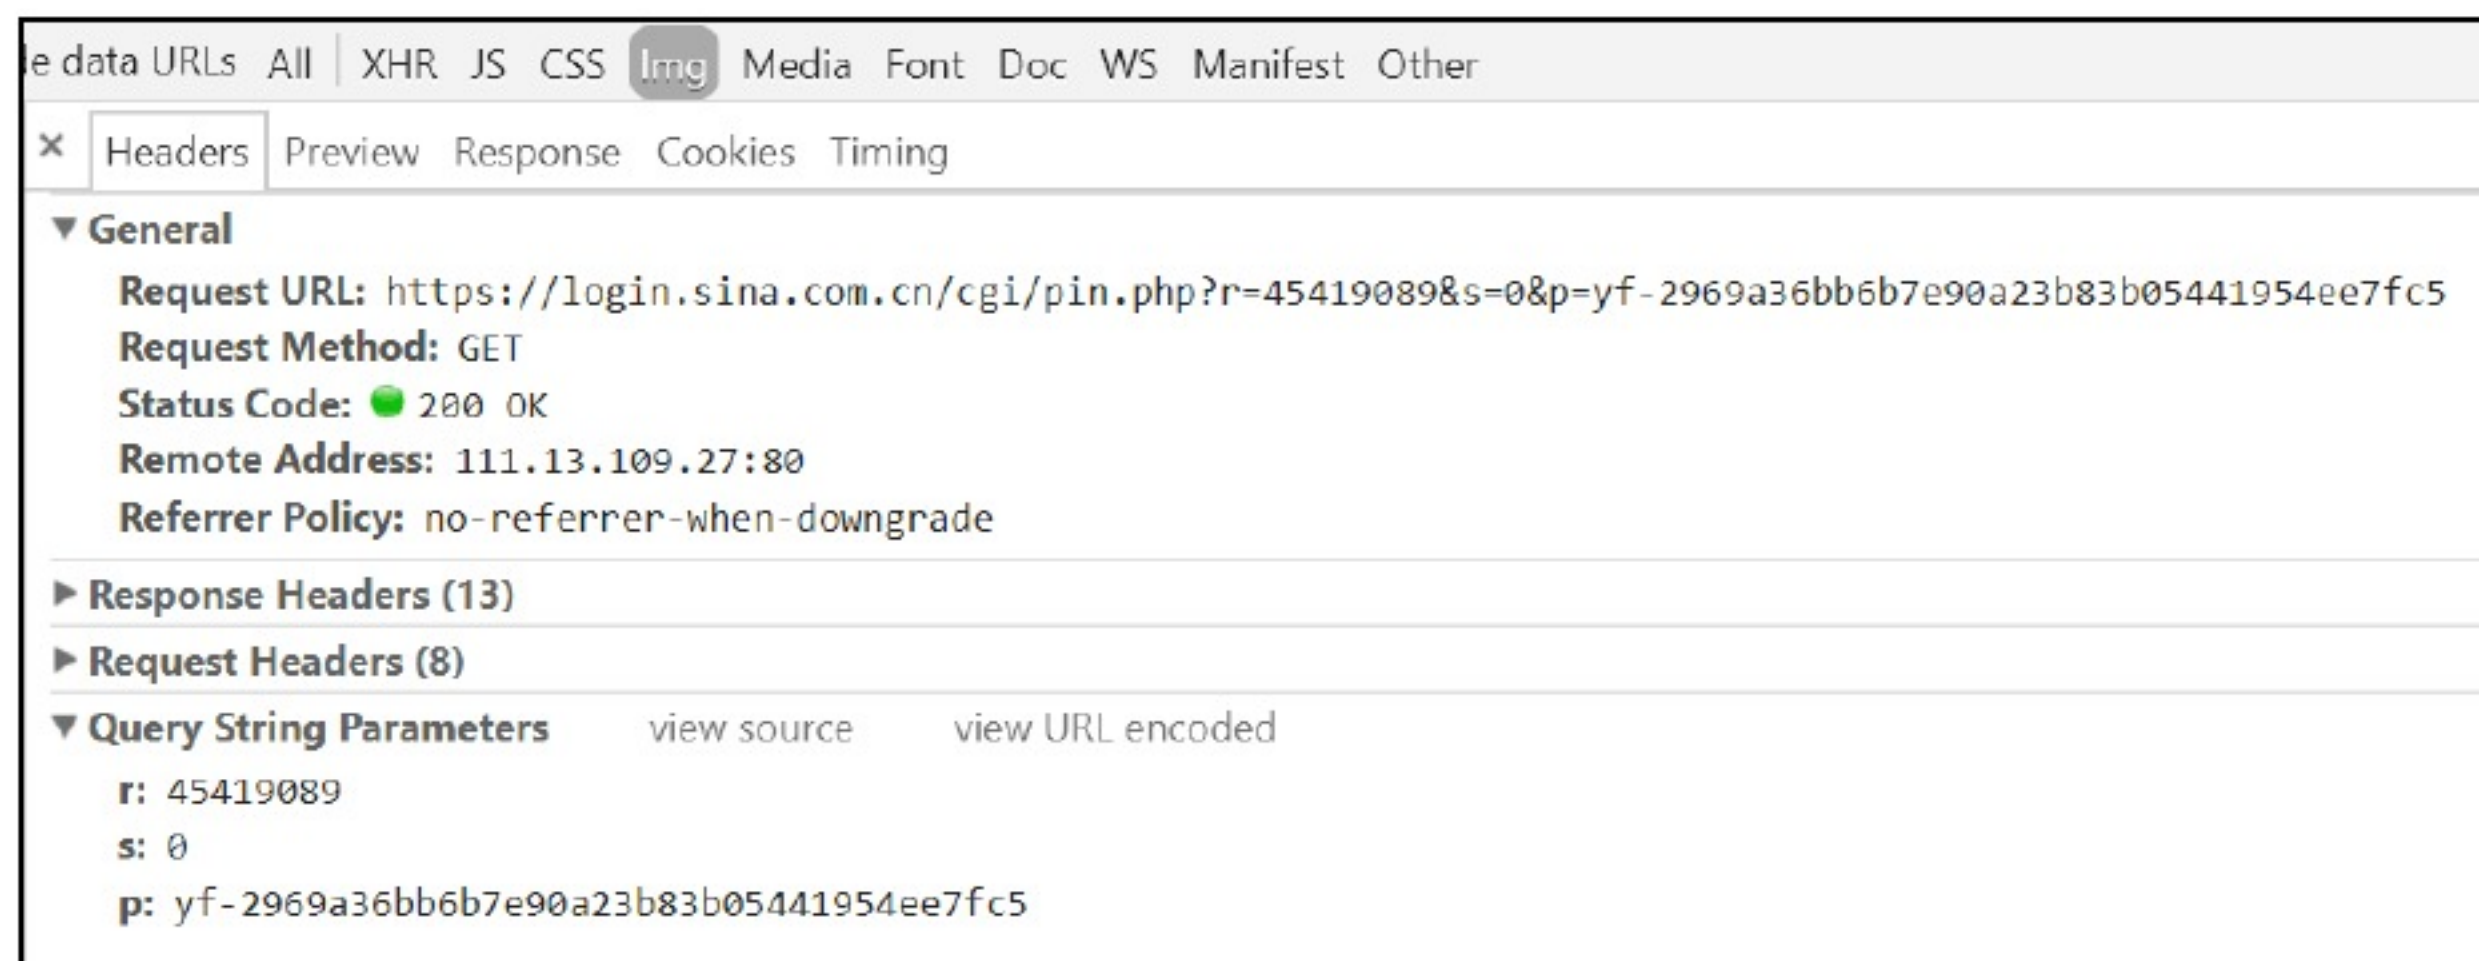 le data URLs All XHR JS CSS Img Media Font Doc WS Manifest Other
× Headers Preview Response Cookies Timing
▼ General
Request URL: https://login.sina.com.cn/cgi/pin.php?r=45419089&s=0&p=yf-2969a36bb6b7e90a23b83b05441954ee7fc5
Request Method: GET
Status Code: 200 OK
Remote Address: 111.13.109.27:80
Referrer Policy: no-referrer-when-downgrade
▶ Response Headers (13)
▶ Request Headers (8)
▼ Query String Parameters view source view URL encoded
r: 45419089
s: 0
p: yf-2969a36bb6b7e90a23b83b05441954ee7fc5